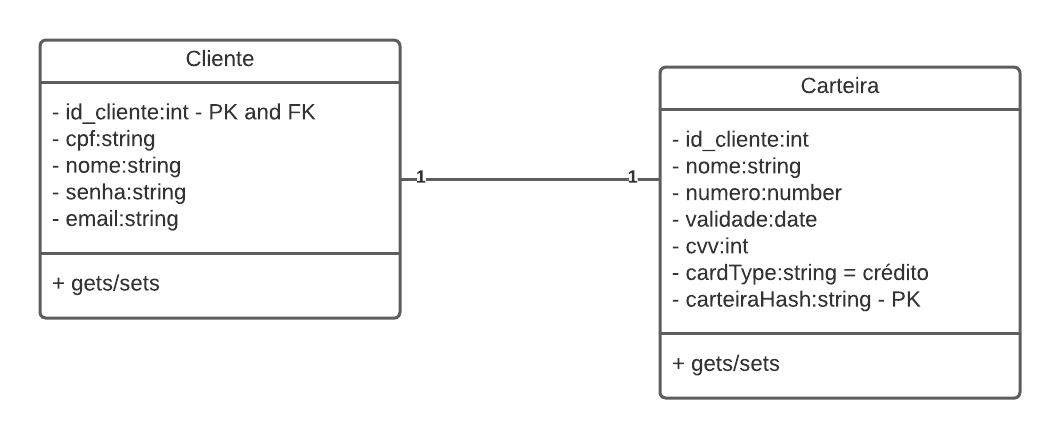 Cliente
- id_cliente:int - PK and FK
- cpf:string
- nome:string
- senha:string
- email:string
+ gets/sets
1
1
Carteira
- id_cliente:int
- nome:string
- numero:number
- validade:date
- cvv:int
- cardType:string = crédito
- carteiraHash:string - PK
+ gets/sets